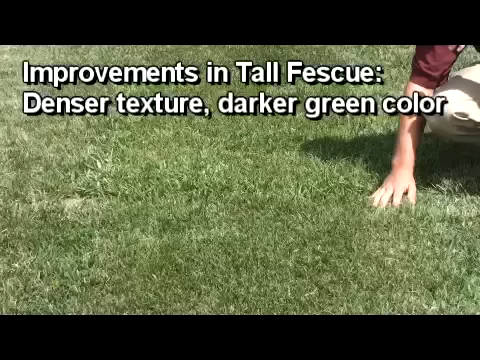 Improvements in Tall Fescue:
Denser texture, darker green color